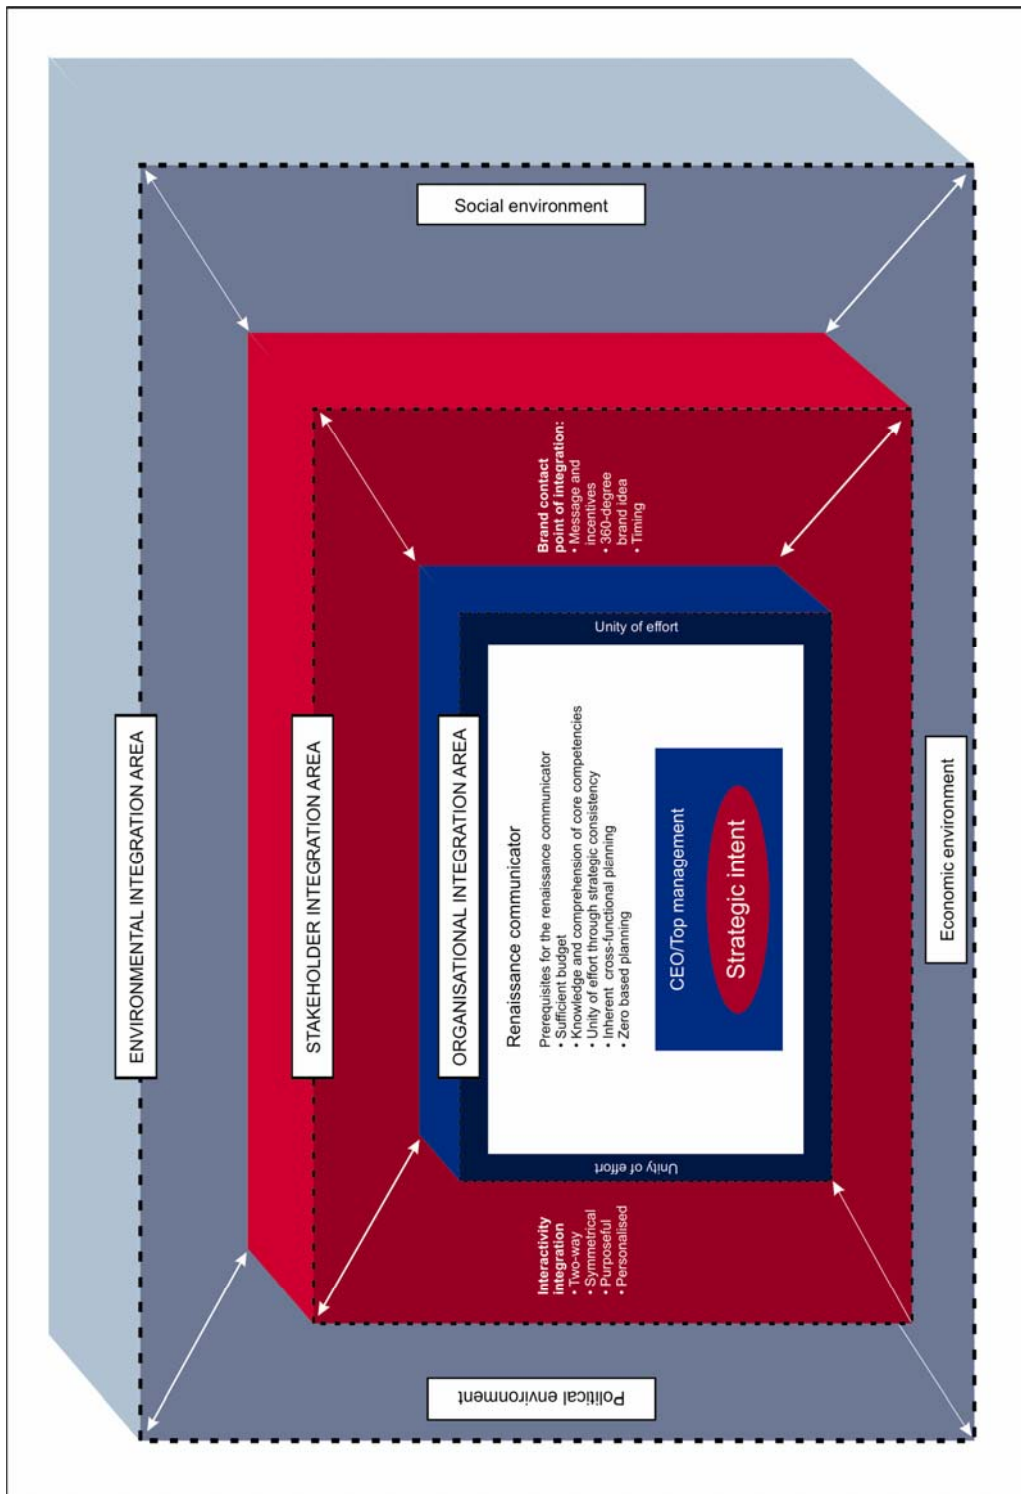 ENVIRONMENTAL INTEGRATION AREA
STAKEHOLDER INTEGRATION AREA
ORGANISATIONAL INTEGRATION AREA
Political environment
Interactivity
integration
• Two-way
• Symmetrical
• Purposeful
• Personalised
Unity of effort
Renaissance communicator
Prerequisites for the renaissance communicator
• Sufficient budget
• Knowledge and comprehension of core competencies
• Unity of effort through strategic consistency
• Inherent cross-functional planning
• Zero based planning
CEO/Top management
Strategic intent
Unity of effort
Brand contact
point of integration:
• Message and
incentives
• 360-degree
brand idea
• Timing
Social environment
Economic environment